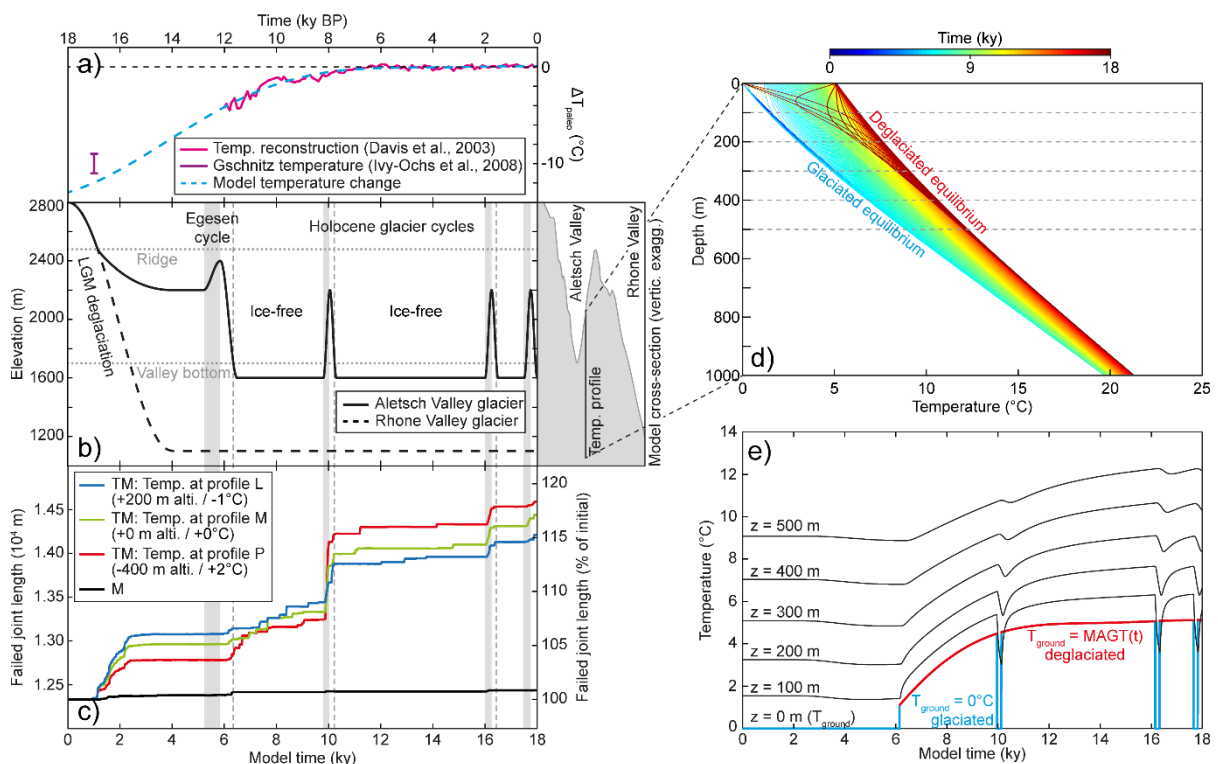 Time (ky BP)
18 16 14 12 10 8 6 4 2 0
a)
0
-10
ΔT paleo (°C)
Temp. reconstruction (Davis et al., 2003)
Gschnitz temperature (Ivy-Ochs et al., 2008)
Model temperature change
2800
2400
2000
1600
1200
Elevation (m)
Egesen
cycle
Holocene glacier cycles
Ridge
LGM deglaciation
Ice-free
Ice-free
Valley bottom
Aletsch Valley glacier
Rhone Valley glacier
b)
Aletsch Valley
Rhone Valley
Temp. profile
Model cross-section (vertic. exagg.)
TM: Temp. at profile L
(+200 m alti. / -1°C)
TM: Temp. at profile M
(+0 m alti. / +0°C)
TM: Temp. at profile P
(-400 m alti. / +2°C)
M
1.45
1.40
1.35
1.30
1.25
Failed joint length (10⁴ m)
120
115
110
105
100
Failed joint length (% of initial)
c)
0 2 4 6 8 10 12 14 16 18
Model time (ky)
Time (ky)
0 9 18
0
200
400
600
800
1000
Depth (m)
Deglaciated equilibrium
Glaciated equilibrium
d)
0 5 10 15 20 25
Temperature (°C)
e)
14
12
10
8
6
4
2
0
Temperature (°C)
z = 500 m
z = 400 m
z = 300 m
z = 200 m
z = 100 m
z = 0 m (Tground)
Tground = MAGT(t)
deglaciated
Tground = 0°C
glaciated
0 2 4 6 8 10 12 14 16 18
Model time (ky)